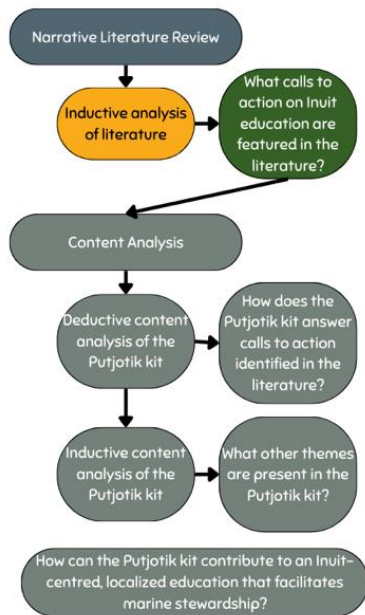 Narrative Literature Review
Inductive analysis
of literature
What calls to
action on Inuit
education are
featured in the
literature?
Content Analysis
Deductive content
analysis of the
Putjotik kit
How does the
Putjotik kit answer
calls to action
identified in the
literature?
Inductive content
analysis of the
Putjotik kit
What other themes
are present in the
Putjotik kit?
How can the Putjotik kit contribute to an Inuit-
centred, localized education that facilitates
marine stewardship?